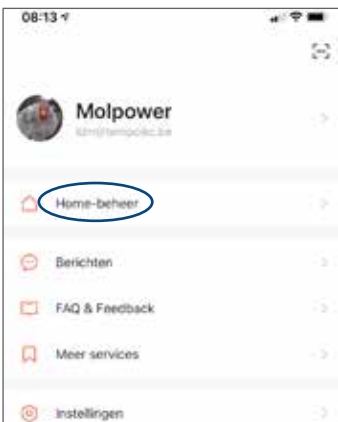 08:13
Molpower
Home-beheer
Berichten
FAQ & Feedback
Meer services
Instellingen